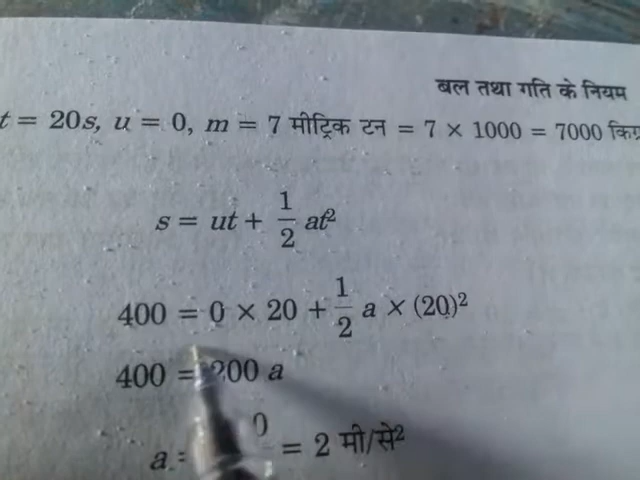 बल तथा गति के नियम
t = 20s, u = 0, m = 7 मीट्रिक टन = 7 × 1000 = 7000 किग्र
s = ut + 1/2 at²
400 = 0 × 20 + 1/2 a × (20)²
400 = 200 a
a = 0 = 2 मी/से²